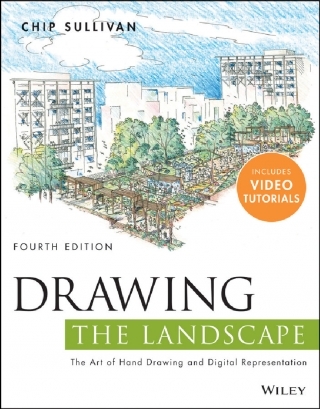 CHIP SULLIVAN
INCLUDES
VIDEO
TUTORIALS
FOURTH EDITION
DRAWING
THE LANDSCAPE
The Art of Hand Drawing and Digital Representation
WILEY